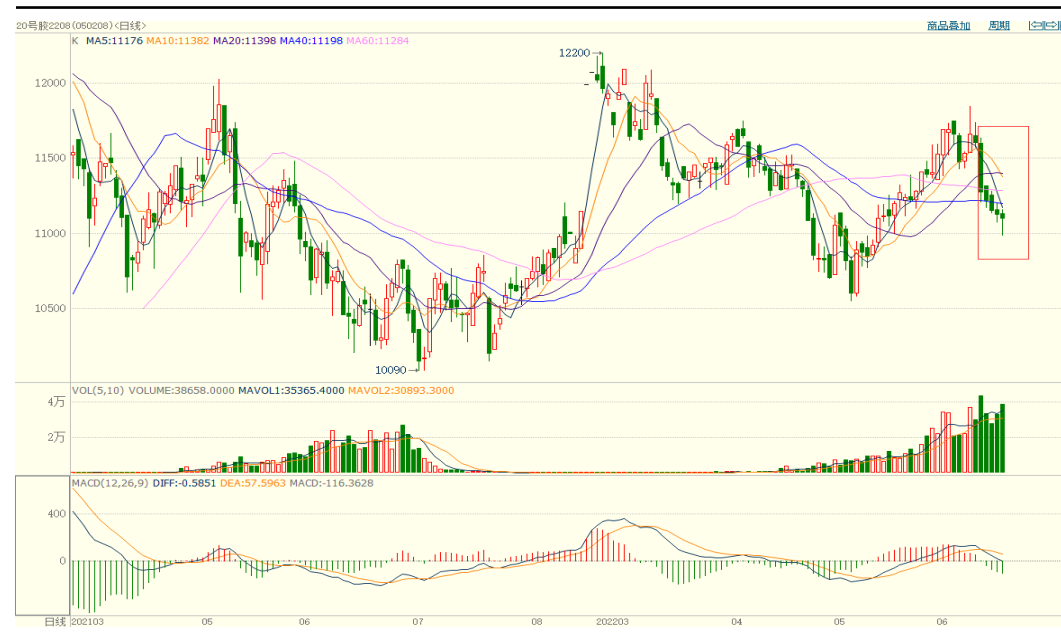 20号胶2208(050208)<日线>
商品叠加 周期
K MA5:11176 MA10:11382 MA20:11398 MA40:11198 MA60:11284
12200
12000
11500
11000
10500
10090
VOL(5,10) VOLUME:38658.0000 MAVOL1:35365.4000 MAVOL2:30893.3000
4万
2万
MACD(12,26,9) DIFF:-0.5851 DEA:57.5963 MACD:-116.3628
400
0
日线 202103 05 06 07 08 202203 04 05 06